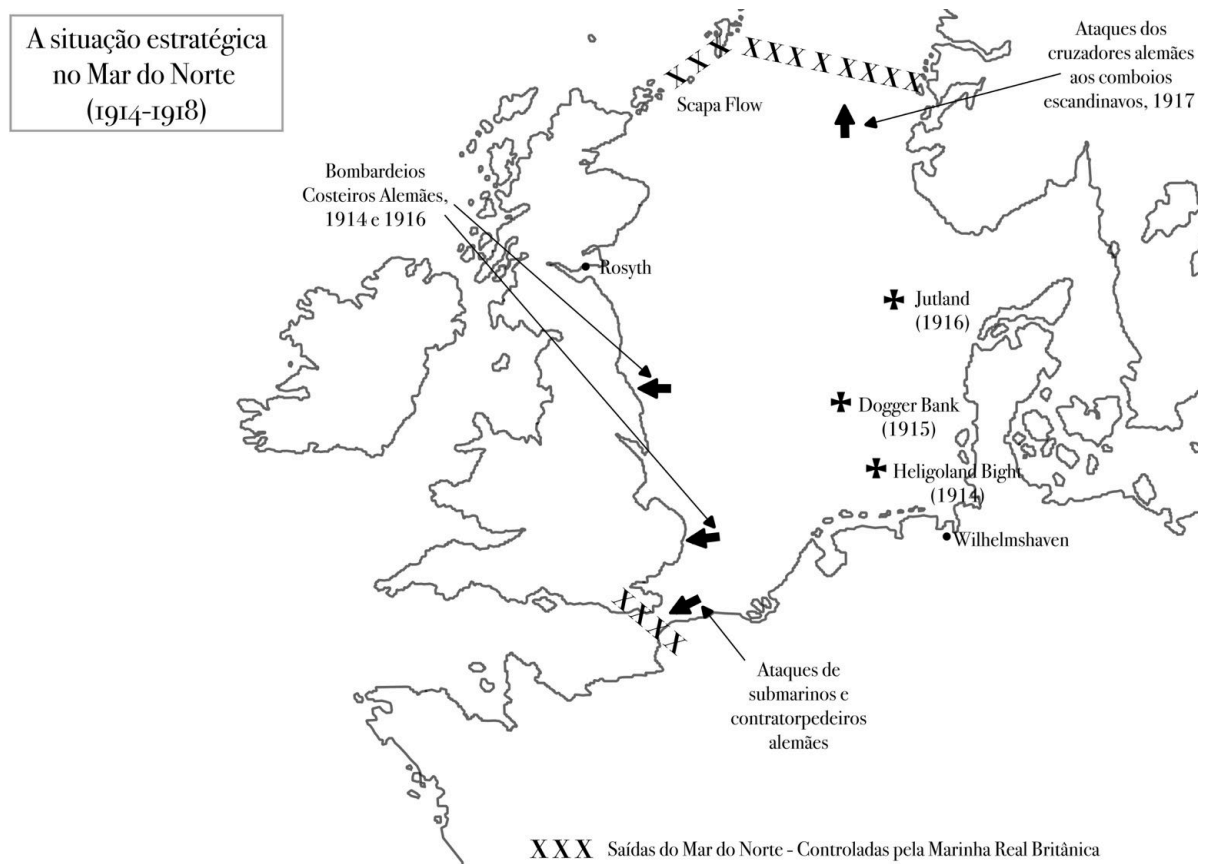 A situação estratégica
no Mar do Norte
(1914-1918)
Ataques dos
cruzadores alemães
aos comboios
escandinavos, 1917
X X X X X X X X X X X
Scapa Flow
Bombardeios
Costeiros Alemães,
1914 e 1916
Rosyth
Jutland
(1916)
Dogger Bank
(1915)
Heligoland Bight
(1914)
Wilhelmshaven
X X X X
Ataques de
submarinos e
contratorpedeiros
alemães
X X X Saídas do Mar do Norte - Controladas pela Marinha Real Britânica